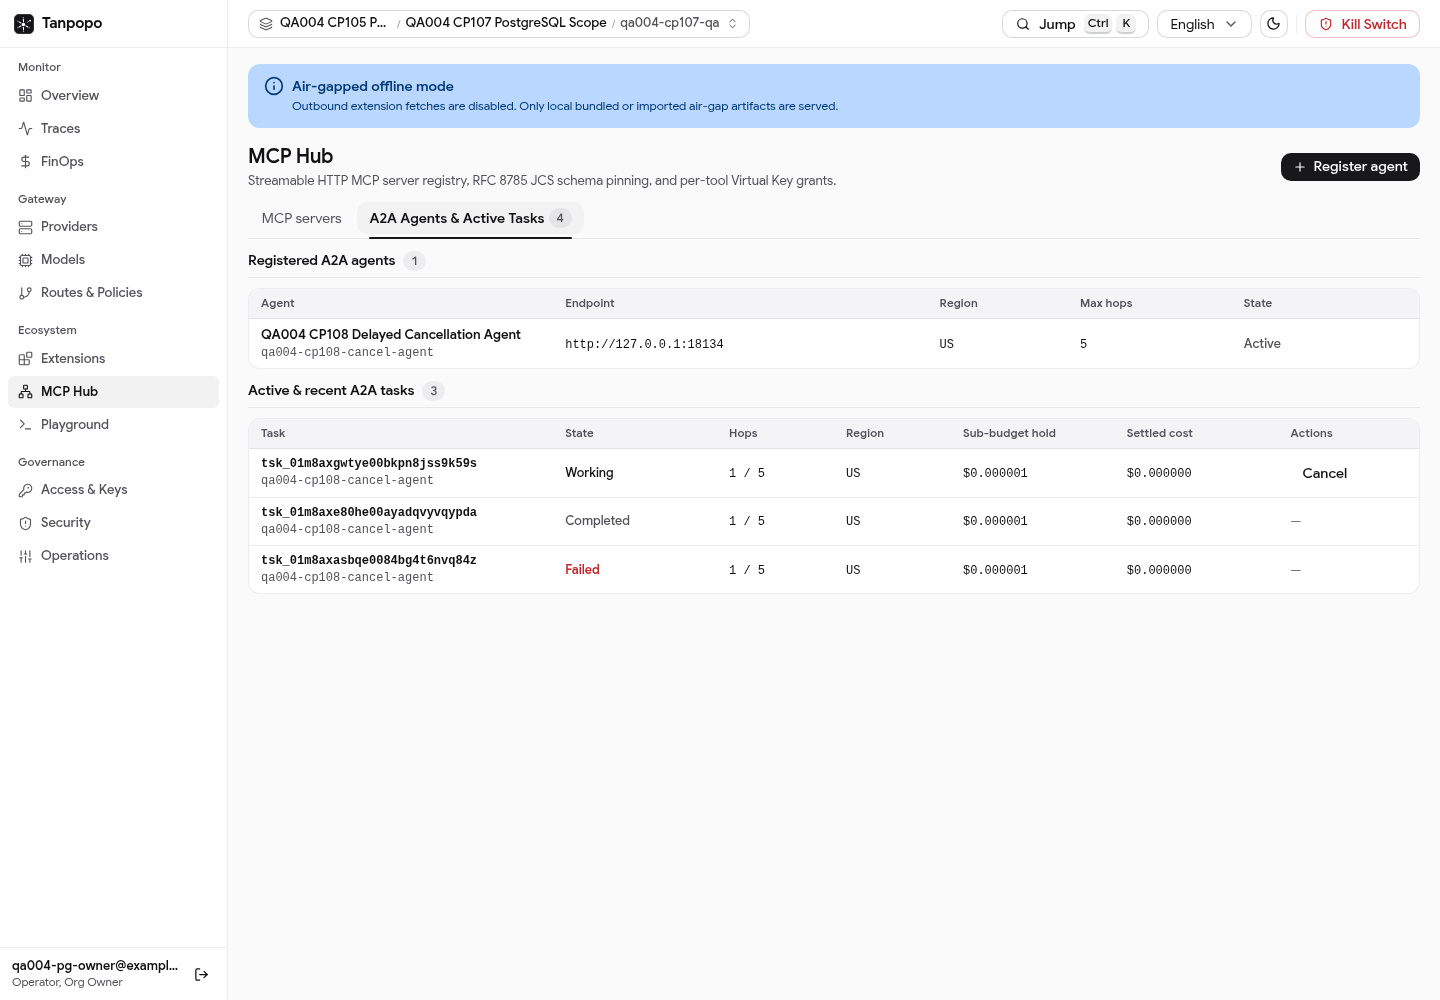 Tanpopo
QA004 CP105 P... / QA004 CP107 PostgreSQL Scope / qa004-cp107-qa
Jump Ctrl K
English
Kill Switch
Monitor
Overview
Traces
FinOps
Gateway
Providers
Models
Routes & Policies
Ecosystem
Extensions
MCP Hub
Playground
Governance
Access & Keys
Security
Operations
qa004-pg-owner@exampl...
Operator, Org Owner
Air-gapped offline mode
Outbound extension fetches are disabled. Only local bundled or imported air-gap artifacts are served.
MCP Hub
Streamable HTTP MCP server registry, RFC 8785 JCS schema pinning, and per-tool Virtual Key grants.
Register agent
MCP servers
A2A Agents & Active Tasks 4
Registered A2A agents 1
Agent Endpoint Region Max hops State
QA004 CP108 Delayed Cancellation Agent
qa004-cp108-cancel-agent
http://127.0.0.1:18134 US 5 Active
Active & recent A2A tasks 3
Task State Hops Region Sub-budget hold Settled cost Actions
tsk_01m8axgwtye00bkpn8jss9k59s
qa004-cp108-cancel-agent
Working 1 / 5 US $0.000001 $0.000000 Cancel
tsk_01m8axe80he00ayadqvyvqypda
qa004-cp108-cancel-agent
Completed 1 / 5 US $0.000001 $0.000000 —
tsk_01m8axasbqe0084bg4t6nvq84z
qa004-cp108-cancel-agent
Failed 1 / 5 US $0.000001 $0.000000 —